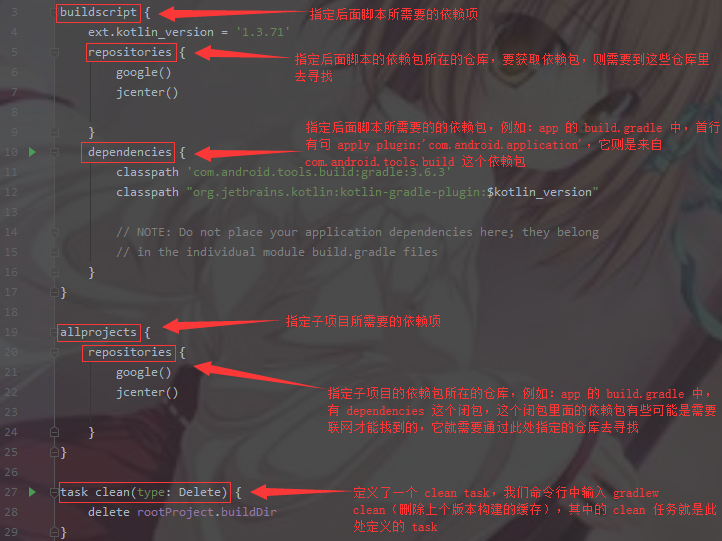 3 buildscript {
指定后面脚本所需要的依赖项
4 ext.kotlin_version = '1.3.71'
5 repositories {
指定后面脚本的依赖包所在的仓库，要获取依赖包，则需要到这些仓库里
去寻找
6 google()
7 jcenter()
8
9 }
指定后面脚本所需要的的依赖包，例如：app 的 build.gradle 中，首行
有句 apply plugin:'com.android.application'，它则是来自
com.android.tools.build 这个依赖包
10 dependencies {
11 classpath 'com.android.tools.build:gradle:3.6.3'
12 classpath "org.jetbrains.kotlin:kotlin-gradle-plugin:$kotlin_version"
13
14 // NOTE: Do not place your application dependencies here; they belong
15 // in the individual module build.gradle files
16 }
17 }
18
指定子项目所需要的依赖项
19 allprojects {
20 repositories {
21 google()
22 jcenter()
指定子项目的依赖包所在的仓库，例如：app 的 build.gradle 中，
有 dependencies 这个闭包，这个闭包里面的依赖包有些可能是需要
联网才能找到的，它就需要通过此处指定的仓库去寻找
23
24 }
25 }
26
27 task clean(type: Delete) {
定义了一个 clean task，我们命令行中输入 gradlew
clean（删除上个版本构建的缓存），其中的 clean 任务就是此
处定义的 task
28 delete rootProject.buildDir
29 }